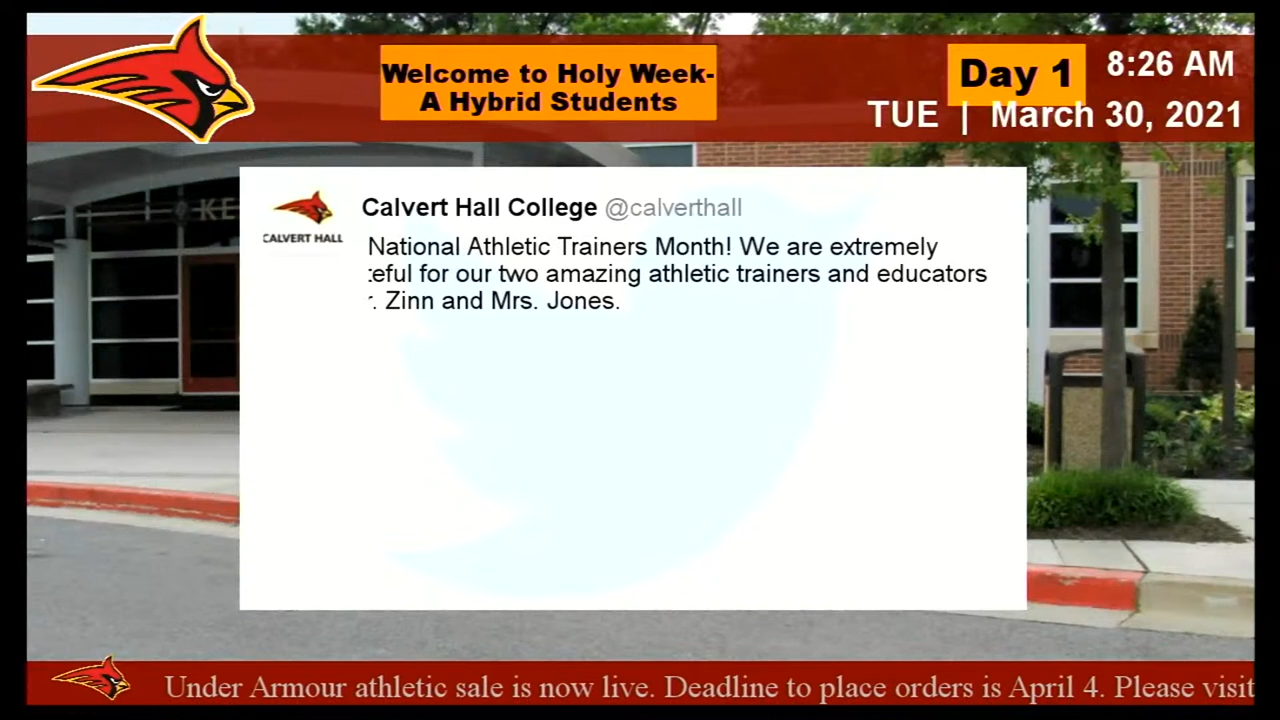 Welcome to Holy Week-
A Hybrid Students
Day 1
8:26 AM
TUE | March 30, 2021
KE
CALVERT HALL
Calvert Hall College @calverthall
National Athletic Trainers Month! We are extremely
eful for our two amazing athletic trainers and educators
. Zinn and Mrs. Jones.
Under Armour athletic sale is now live. Deadline to place orders is April 4. Please visit